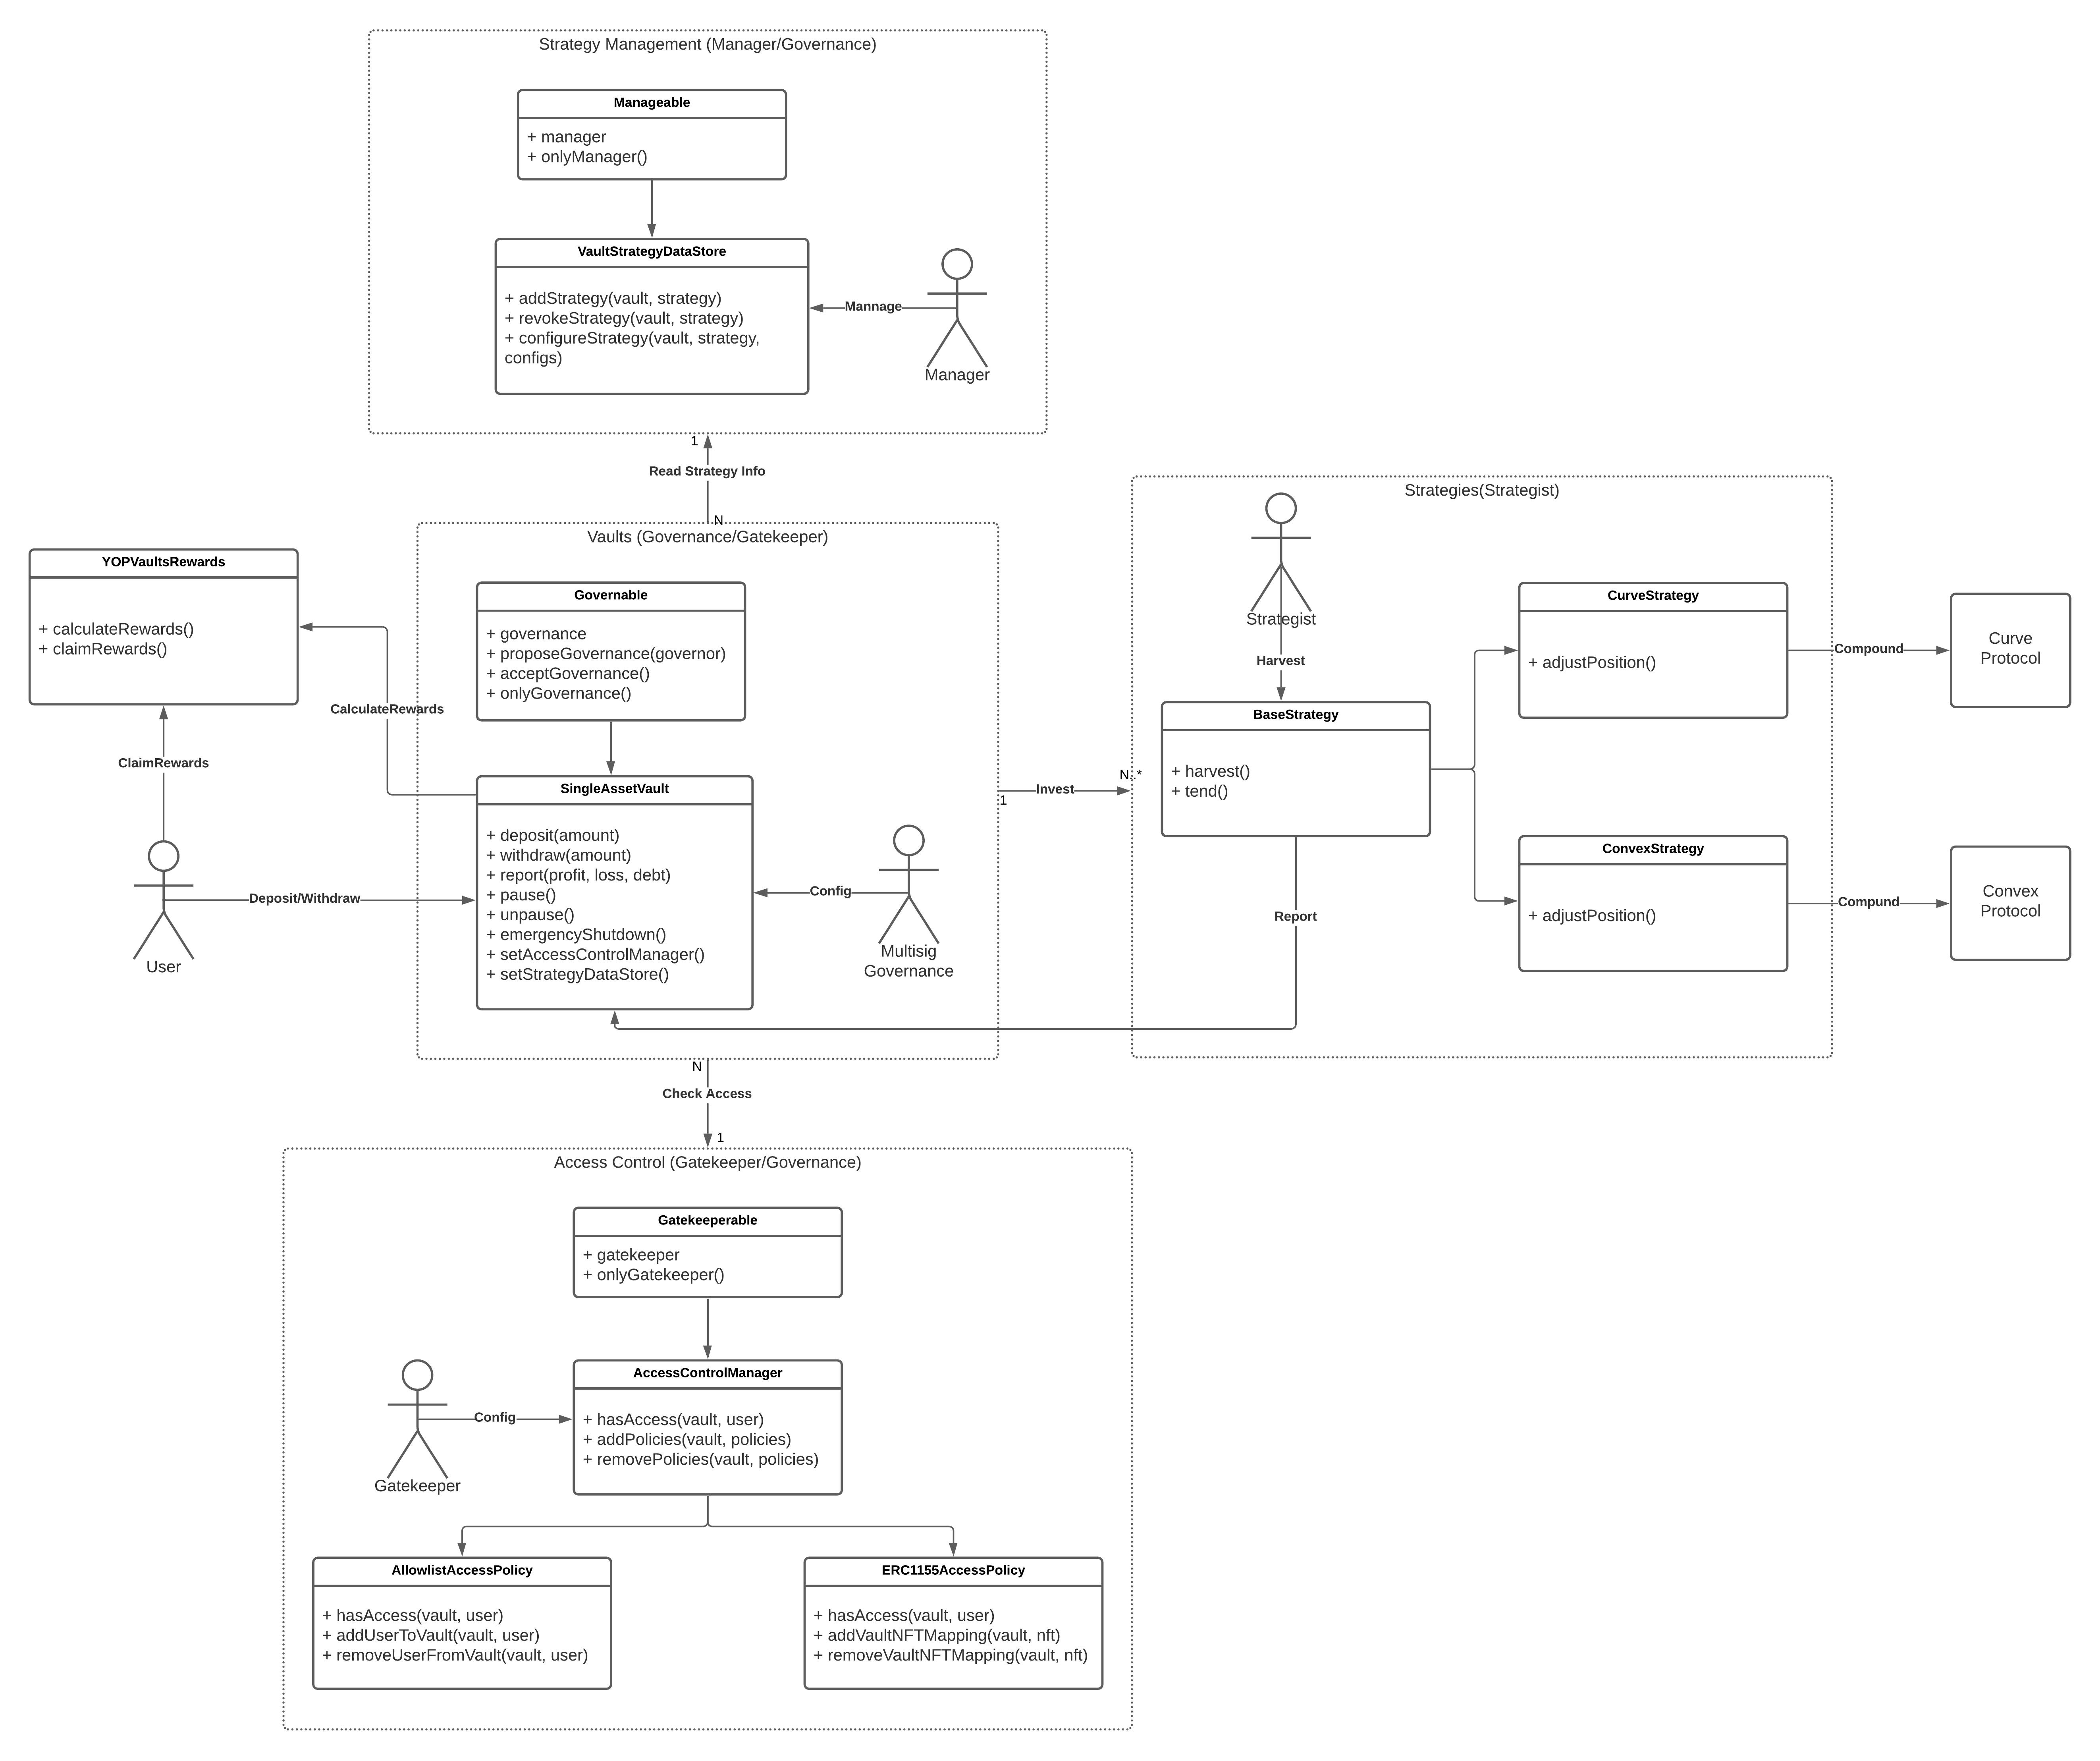 Strategy Management (Manager/Governance)
Manageable
+ manager
+ onlyManager()
VaultStrategyDataStore
+ addStrategy(vault, strategy)
+ revokeStrategy(vault, strategy)
+ configureStrategy(vault, strategy,
configs)
Mannage
Manager
1
Read Strategy Info
N
Vaults (Governance/Gatekeeper)
YOPVaultsRewards
+ calculateRewards()
+ claimRewards()
CalculateRewards
ClaimRewards
User
Deposit/Withdraw
Governable
+ governance
+ proposeGovernance(governor)
+ acceptGovernance()
+ onlyGovernance()
SingleAssetVault
+ deposit(amount)
+ withdraw(amount)
+ report(profit, loss, debt)
+ pause()
+ unpause()
+ emergencyShutdown()
+ setAccessControlManager()
+ setStrategyDataStore()
Config
Multisig
Governance
1
Invest
N..*
Strategies(Strategist)
Strategist
Harvest
BaseStrategy
+ harvest()
+ tend()
Report
CurveStrategy
+ adjustPosition()
Compound
Curve
Protocol
ConvexStrategy
+ adjustPosition()
Compund
Convex
Protocol
N
Check Access
1
Access Control (Gatekeeper/Governance)
Gatekeeperable
+ gatekeeper
+ onlyGatekeeper()
AccessControlManager
+ hasAccess(vault, user)
+ addPolicies(vault, policies)
+ removePolicies(vault, policies)
Config
Gatekeeper
AllowlistAccessPolicy
+ hasAccess(vault, user)
+ addUserToVault(vault, user)
+ removeUserFromVault(vault, user)
ERC1155AccessPolicy
+ hasAccess(vault, user)
+ addVaultNFTMapping(vault, nft)
+ removeVaultNFTMapping(vault, nft)